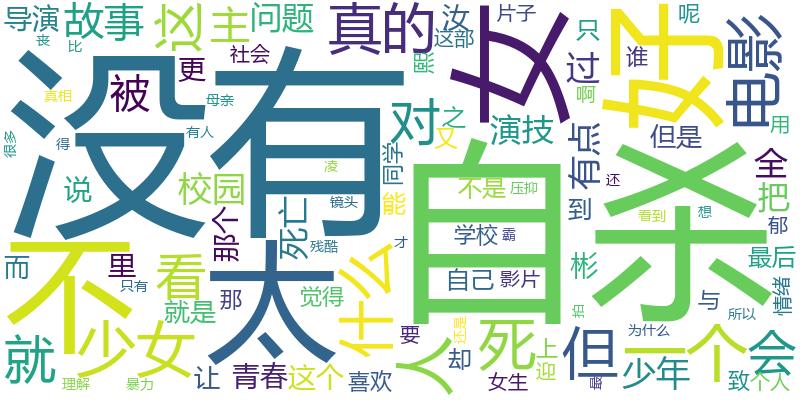 导演
丧
比
故事
这
主
问题
真的
汝
这部
片子
熙
只
呢
女
好
电影
没有
社会
更
被
真相
母亲
有人
得
很多
对
之
又
演技
过
谁
啊
有点
但是
用
说
校园
那个
死亡
凌
镜头
同学
能
不是
压抑
到
还
全
把
自杀
看到
想
郁
不
而
里
看
残酷
才
学校
霸
自己
影片
彬
最后
情绪
只有
就是
那
觉得
太
什么
与
拍
所以
就
少女
让
青春
这个
喜欢
人
要
却
还是
死
上
迎
但
一个
为什么
会
理解
暴力
女生
少年
致
个人